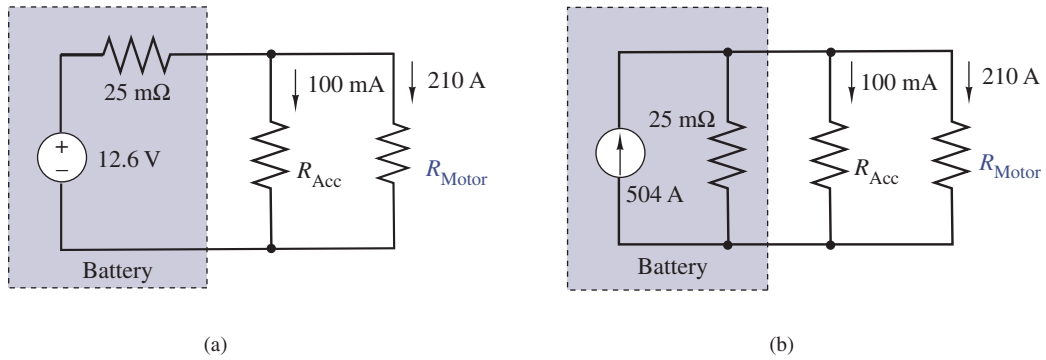 25 mΩ
100 mA
210 A
+
−
12.6 V
R_Acc
R_Motor
Battery
(a)
25 mΩ
100 mA
210 A
504 A
R_Acc
R_Motor
Battery
(b)